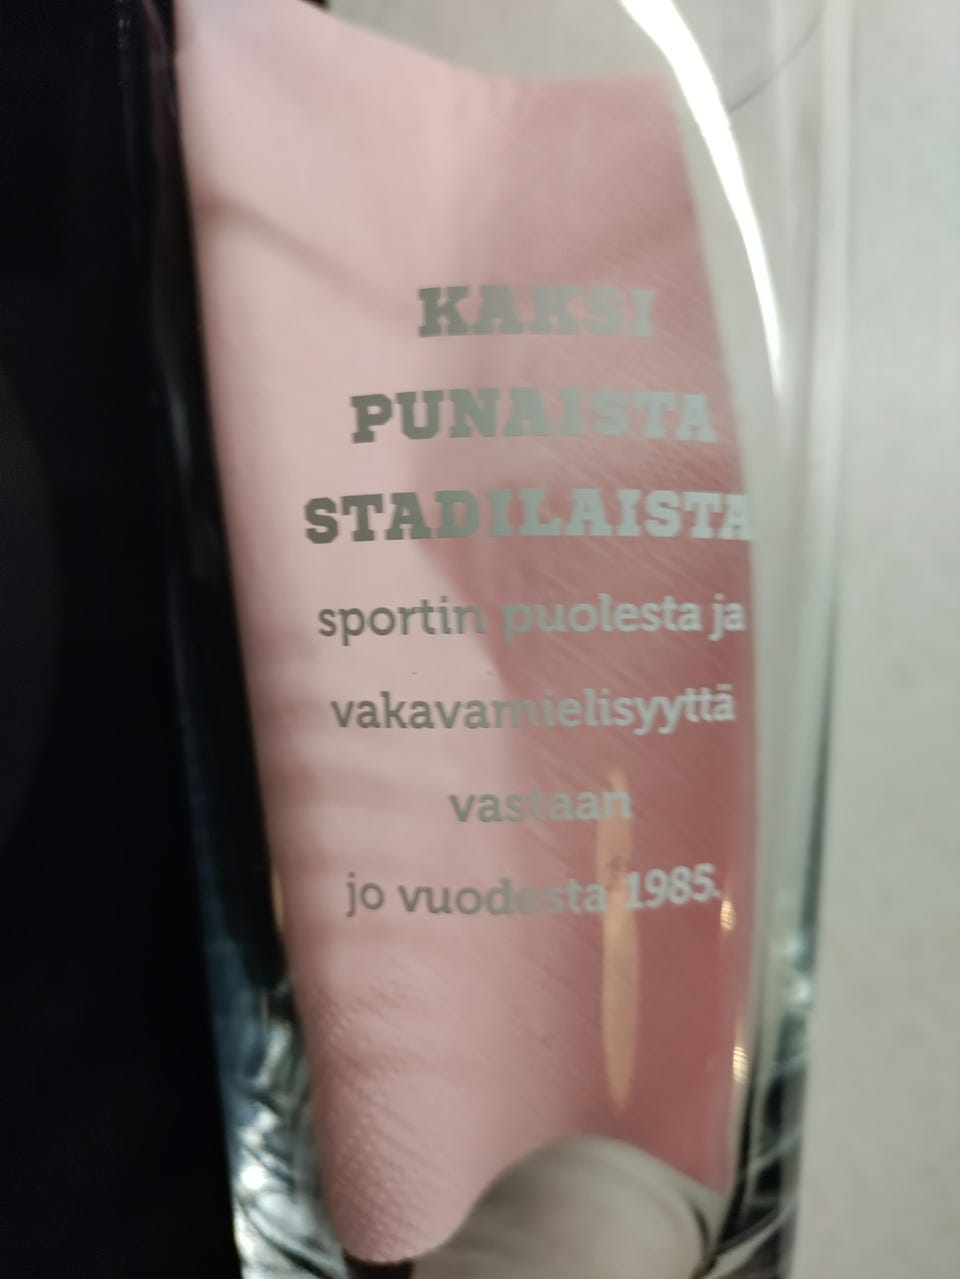 KAKSI
PUNAISTA
STADILAISTA
sportin puolesta ja
vakavamielisyyttä
vastaan
jo vuodesta 1985.